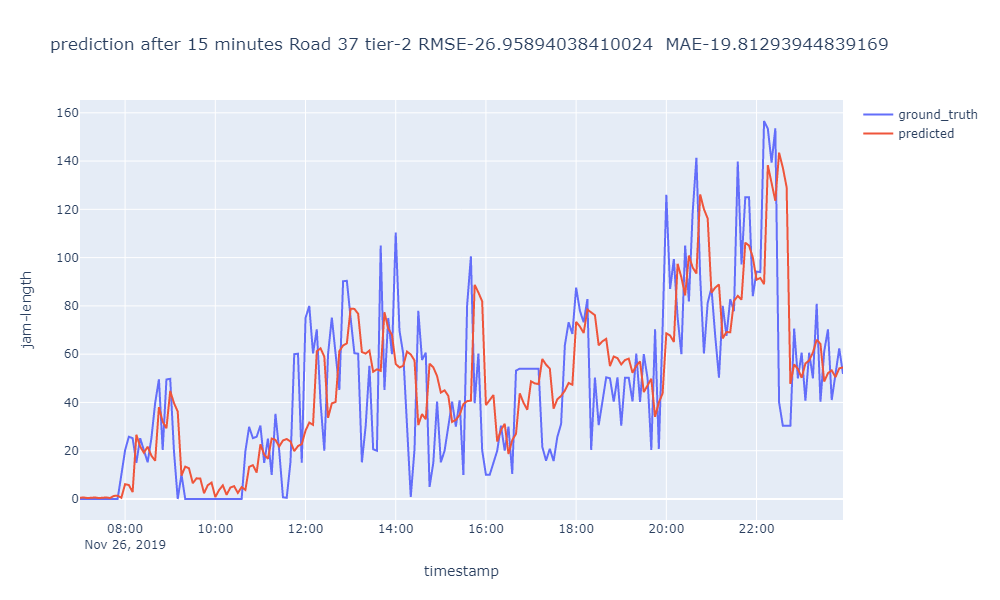 prediction after 15 minutes Road 37 tier-2 RMSE-26.95894038410024  MAE-19.81293944839169
ground_truth
predicted
160
140
120
100
80
60
40
20
0
jam-length
08:00 10:00 12:00 14:00 16:00 18:00 20:00 22:00
Nov 26, 2019
timestamp